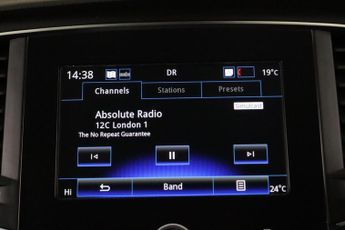 14:38 DR 19°c
Channels Stations Presets
Simulcast
Absolute Radio
12C London 1
The No Repeat Guarantee
Hi Band 24°c